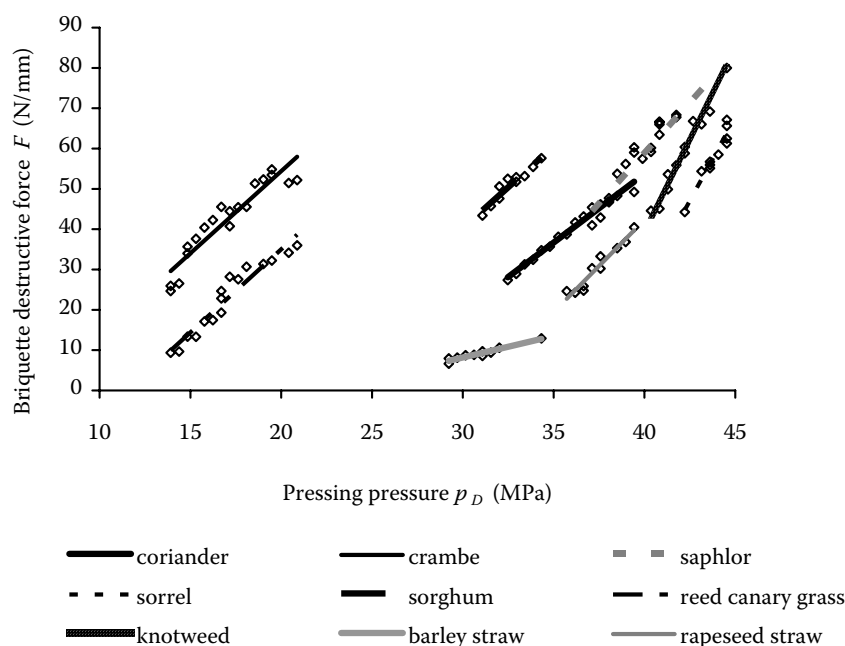 90
80
70
60
50
40
30
20
10
0
Briquette destructive force F (N/mm)
10 15 20 25 30 35 40 45
Pressing pressure p D (MPa)
coriander crambe saphlor
sorrel sorghum reed canary grass
knotweed barley straw rapeseed straw